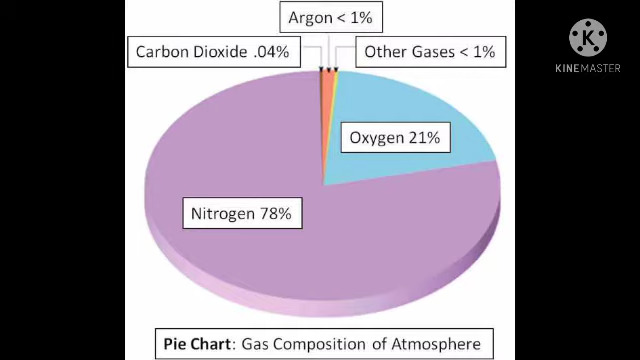 Argon < 1%
Carbon Dioxide .04%
Other Gases < 1%
KINEMASTER
Oxygen 21%
Nitrogen 78%
Pie Chart: Gas Composition of Atmosphere